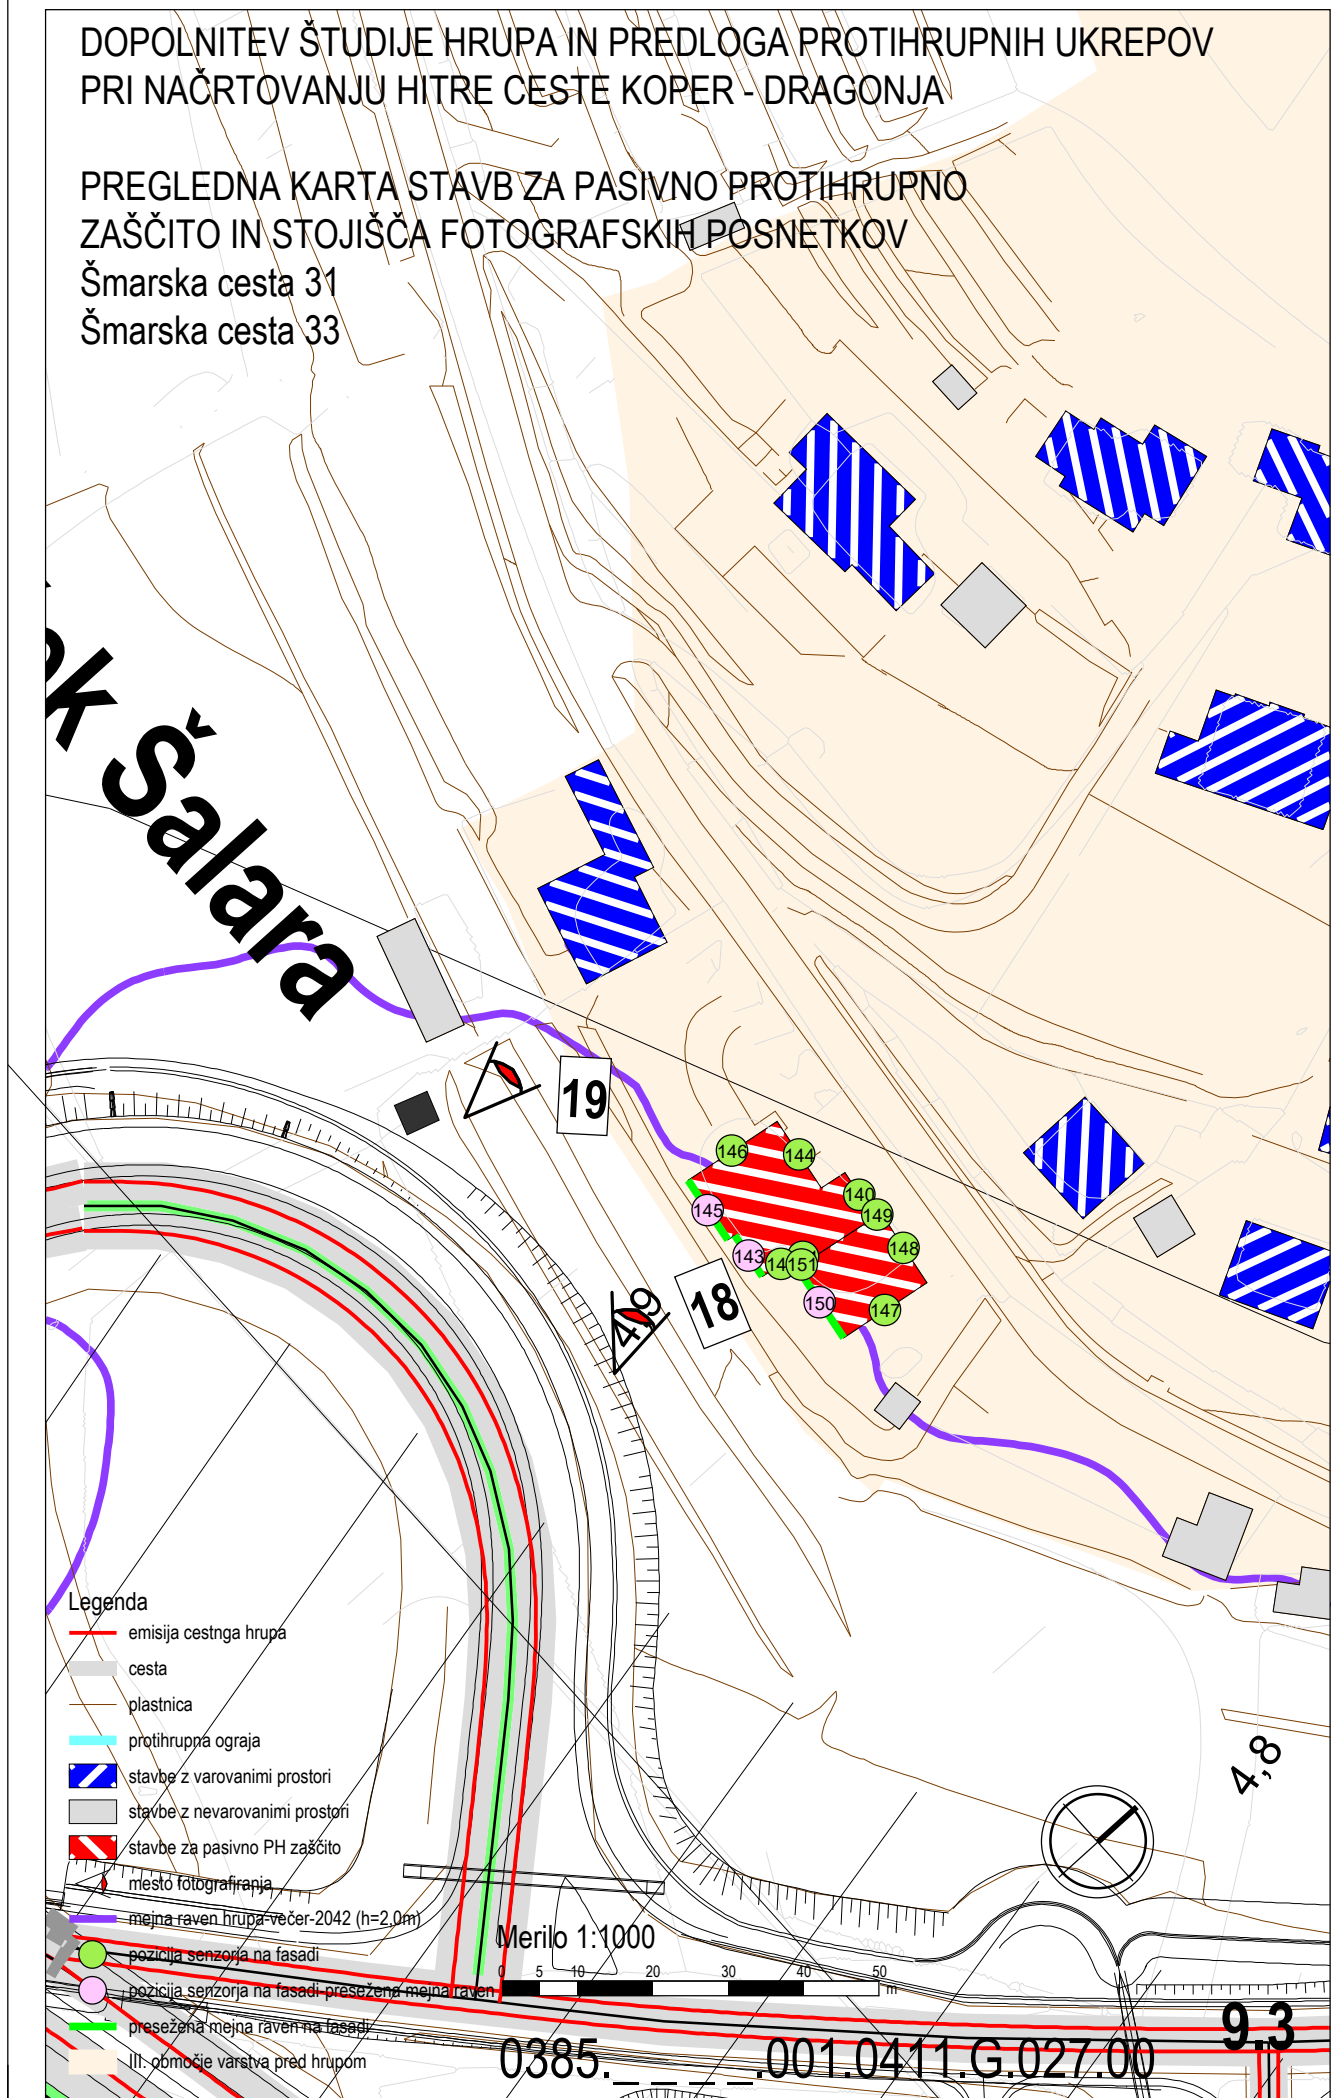 DOPOLNITEV ŠTUDIJE HRUPA IN PREDLOGA PROTIHRUPNIH UKREPOV
PRI NAČRTOVANJU HITRE CESTE KOPER - DRAGONJA
PREGLEDNA KARTA STAVB ZA PASIVNO PROTIHRUPNO
ZAŠČITO IN STOJIŠČA FOTOGRAFSKIH POSNETKOV
Šmarska cesta 31
Šmarska cesta 33
Šalara
19
146
144
140
145
149
143
148
151
150
147
18
4,9
Legenda
emisija cestnga hrupa
cesta
plastnica
protihrupna ograja
stavbe z varovanimi prostori
stavbe z nevarovanimi prostori
stavbe za pasivno PH zaščito
mesto fotografiranja
mejna raven hrupa-večer-2042 (h=2,0m)
pozicija senzorja na fasadi
pozicija senzorja na fasadi-presežena mejna raven
presežena mejna raven na fasadi
III. območje varstva pred hrupom
4,8
Merilo 1:1000
0 5 10 20 30 40 50
m
9.3
0385._ _ _ _.001.0411.G.027.00